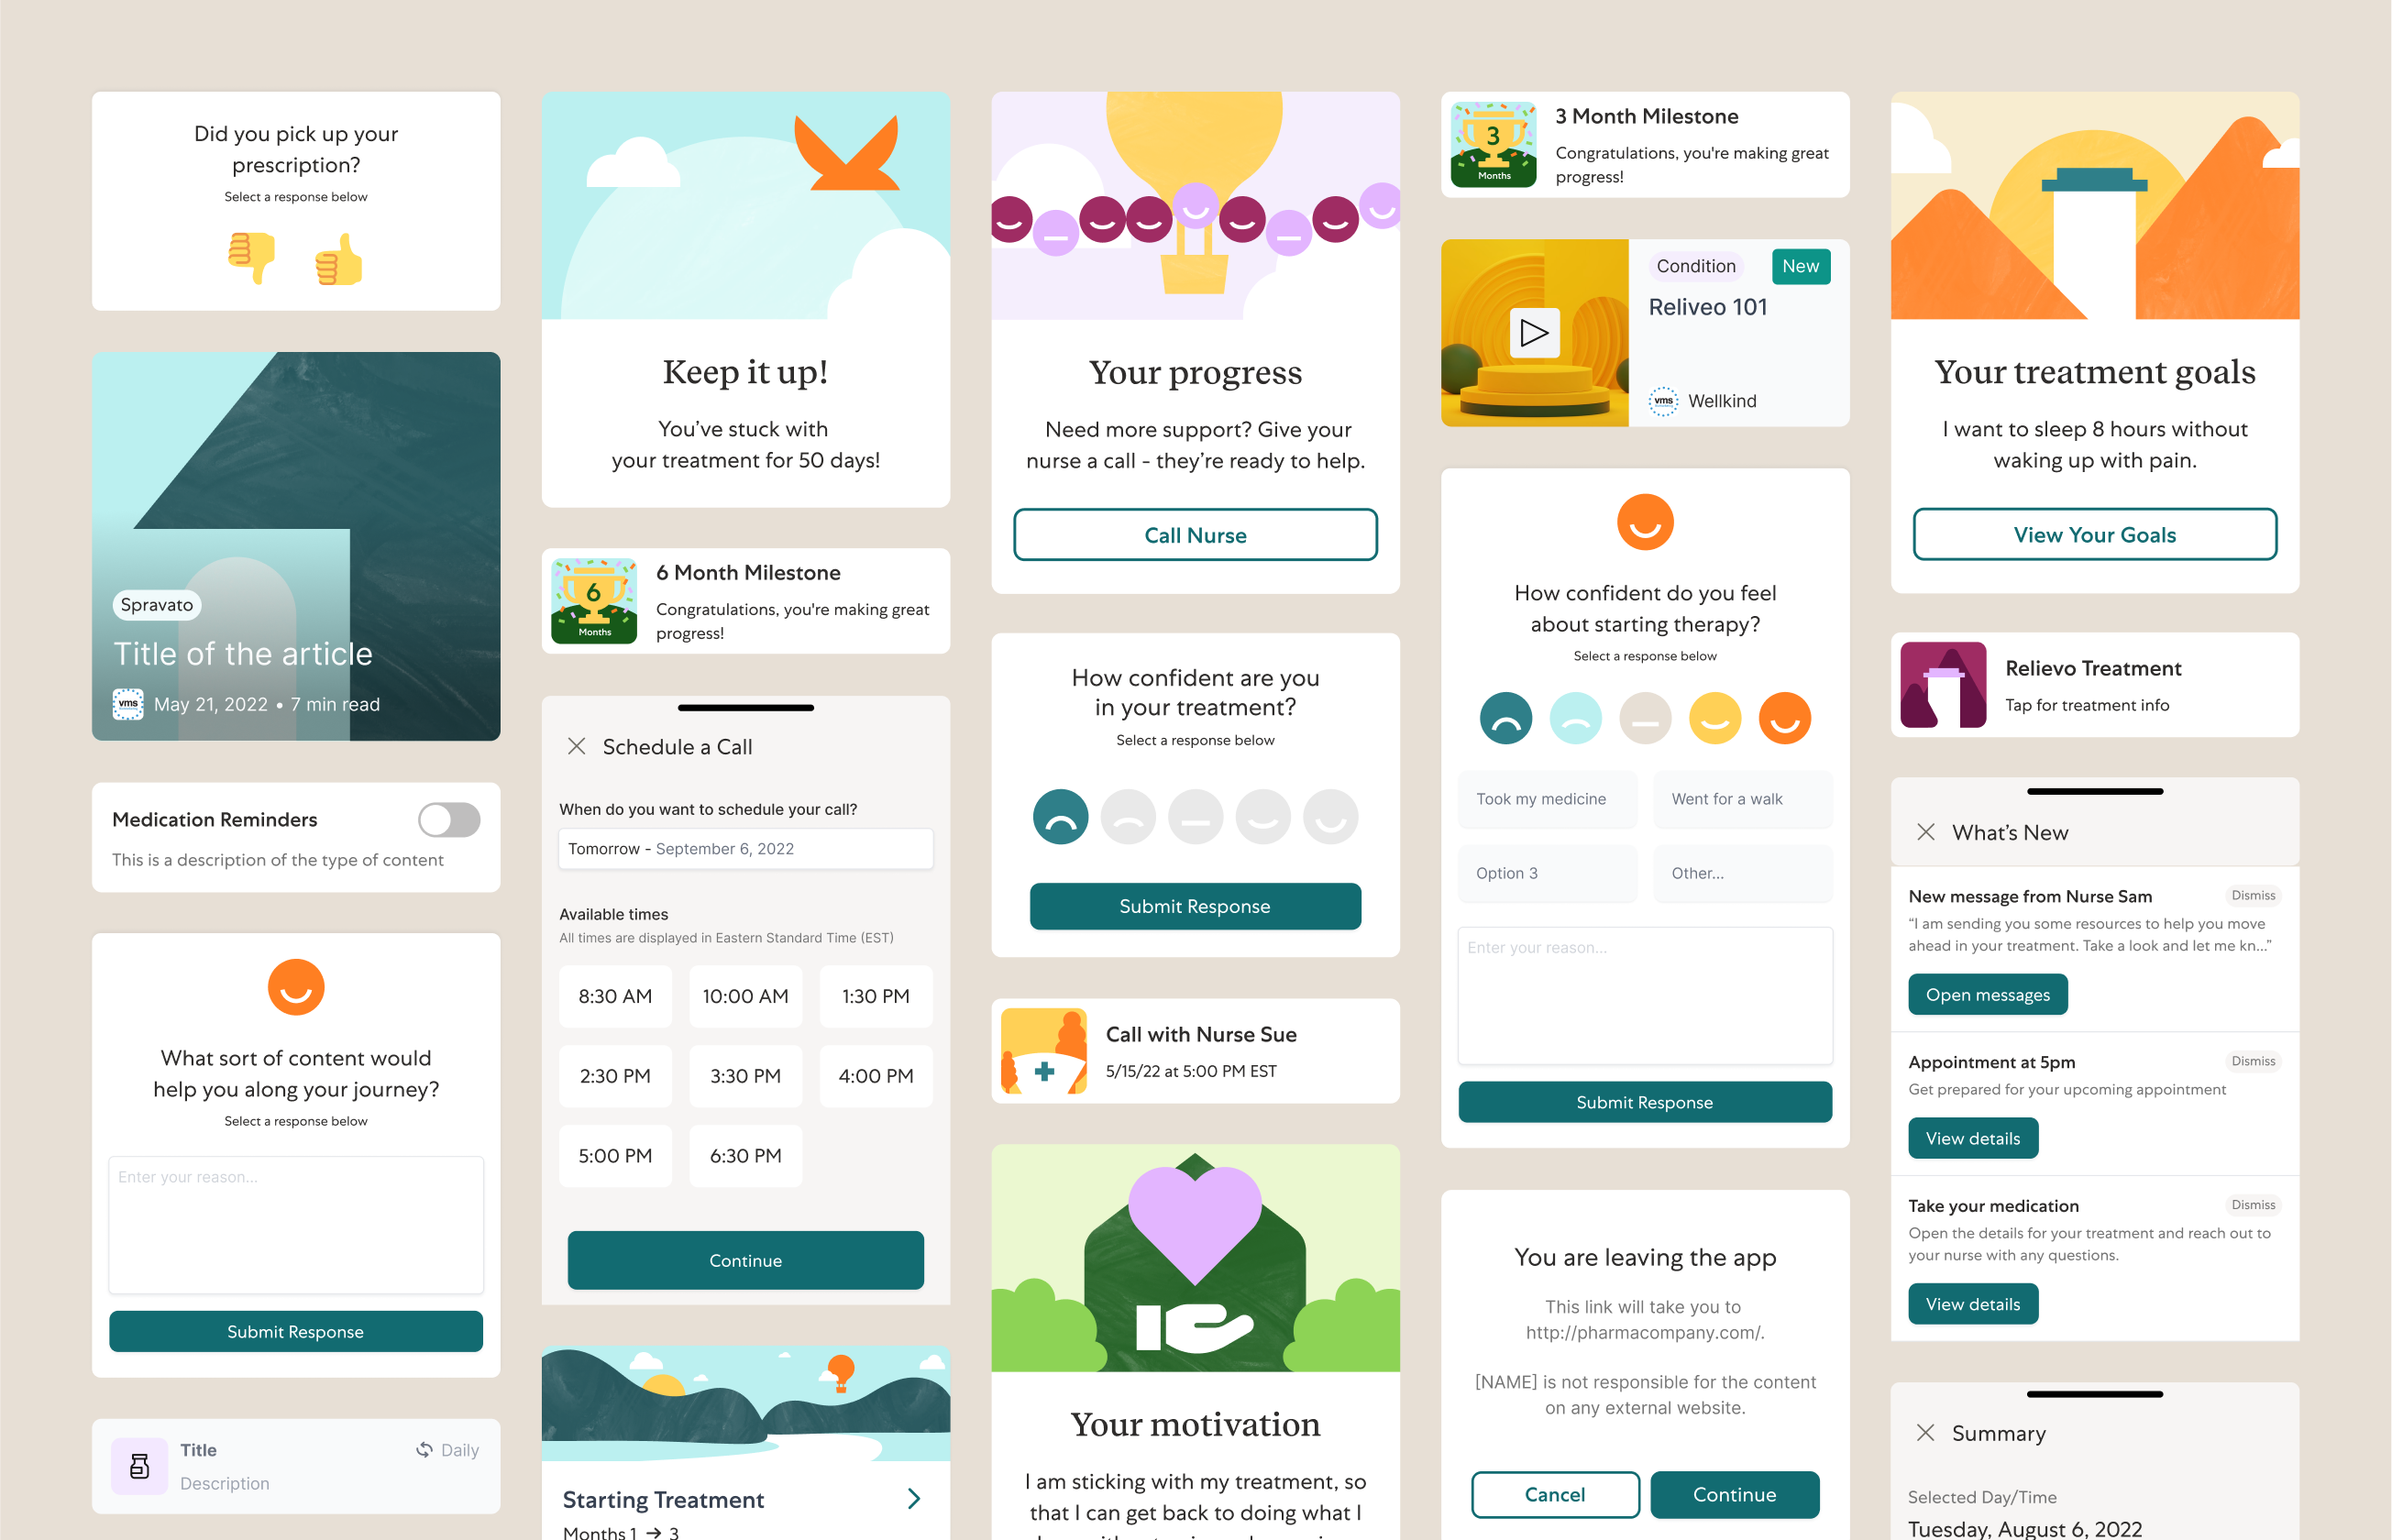 Did you pick up your
prescription?
Select a response below
Spravato
Title of the article
vms
May 21, 2022 • 7 min read
Medication Reminders
This is a description of the type of content
What sort of content would
help you along your journey?
Select a response below
Enter your reason...
Submit Response
Title
Daily
Description
Keep it up!
You’ve stuck with
your treatment for 50 days!
6
Months
6 Month Milestone
Congratulations, you're making great
progress!
Schedule a Call
When do you want to schedule your call?
Tomorrow - September 6, 2022
Available times
All times are displayed in Eastern Standard Time (EST)
8:30 AM
10:00 AM
1:30 PM
2:30 PM
3:30 PM
4:00 PM
5:00 PM
6:30 PM
Continue
Starting Treatment
Months 1 → 3
Your progress
Need more support? Give your
nurse a call - they’re ready to help.
Call Nurse
How confident are you
in your treatment?
Select a response below
Submit Response
Call with Nurse Sue
5/15/22 at 5:00 PM EST
Your motivation
I am sticking with my treatment, so
that I can get back to doing what I
3
Months
3 Month Milestone
Congratulations, you're making great
progress!
Condition
New
Reliveo 101
vms
Wellkind
How confident do you feel
about starting therapy?
Select a response below
Took my medicine
Went for a walk
Option 3
Other...
Enter your reason...
Submit Response
You are leaving the app
This link will take you to
http://pharmacompany.com/.
[NAME] is not responsible for the content
on any external website.
Cancel
Continue
Your treatment goals
I want to sleep 8 hours without
waking up with pain.
View Your Goals
Relievo Treatment
Tap for treatment info
What’s New
New message from Nurse Sam
Dismiss
“I am sending you some resources to help you move
ahead in your treatment. Take a look and let me kn...”
Open messages
Appointment at 5pm
Dismiss
Get prepared for your upcoming appointment
View details
Take your medication
Dismiss
Open the details for your treatment and reach out to
your nurse with any questions.
View details
Summary
Selected Day/Time
Tuesday, August 6, 2022